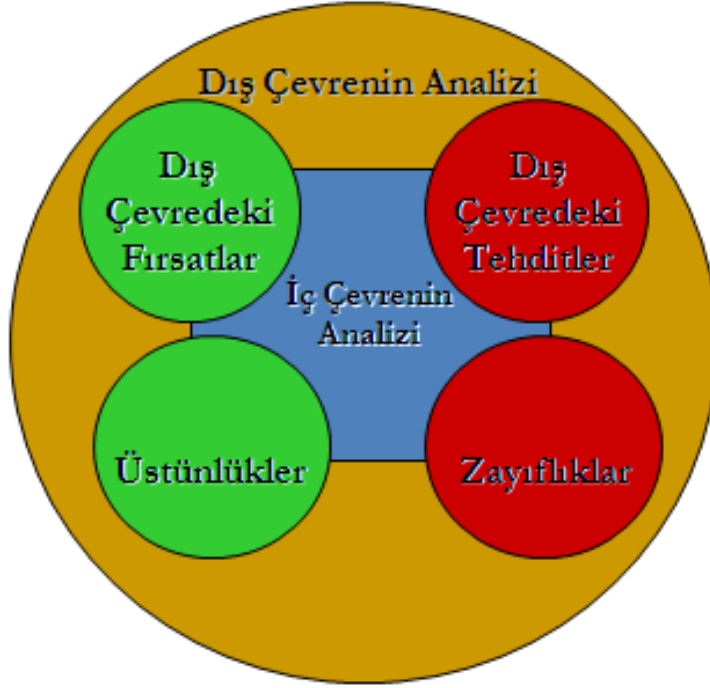 Dış Çevrenin Analizi
Dış
Çevredeki
Fırsatlar
Dış
Çevredeki
Tehditler
İç Çevrenin
Analizi
Üstünlükler
Zayıflıklar